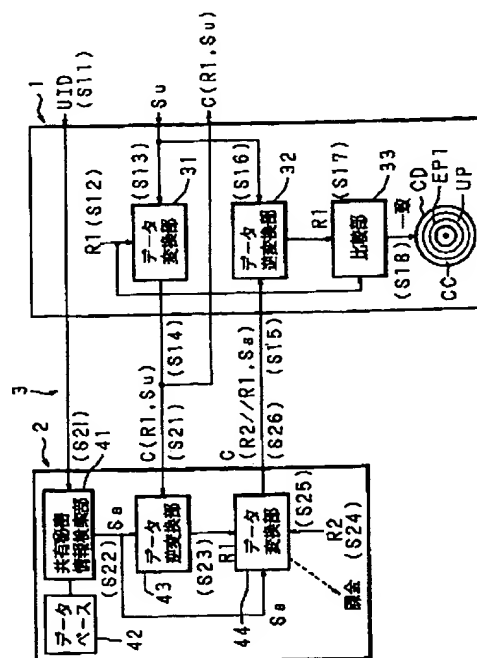 1
UID
(S11)
Su
C(R1,Su)
R1(S12)
(S13)
31
データ
変換部
(S16)
32
データ
逆変換部
R1
(S17)
33
比較部
一致
(S18)
CD
EP1
UP
CC
(S14)
(S15)
3
C(R1,Su)
(S21)
C
(R2//R1,Sa)
(S26)
2
(S21)
41
共有秘密
情報検索部
データ
ベース
42
(S22)
Sa
データ
逆変換部
43
(S23)
R1
データ
変換部
44
Sa
(S25)
R2
(S24)
課金